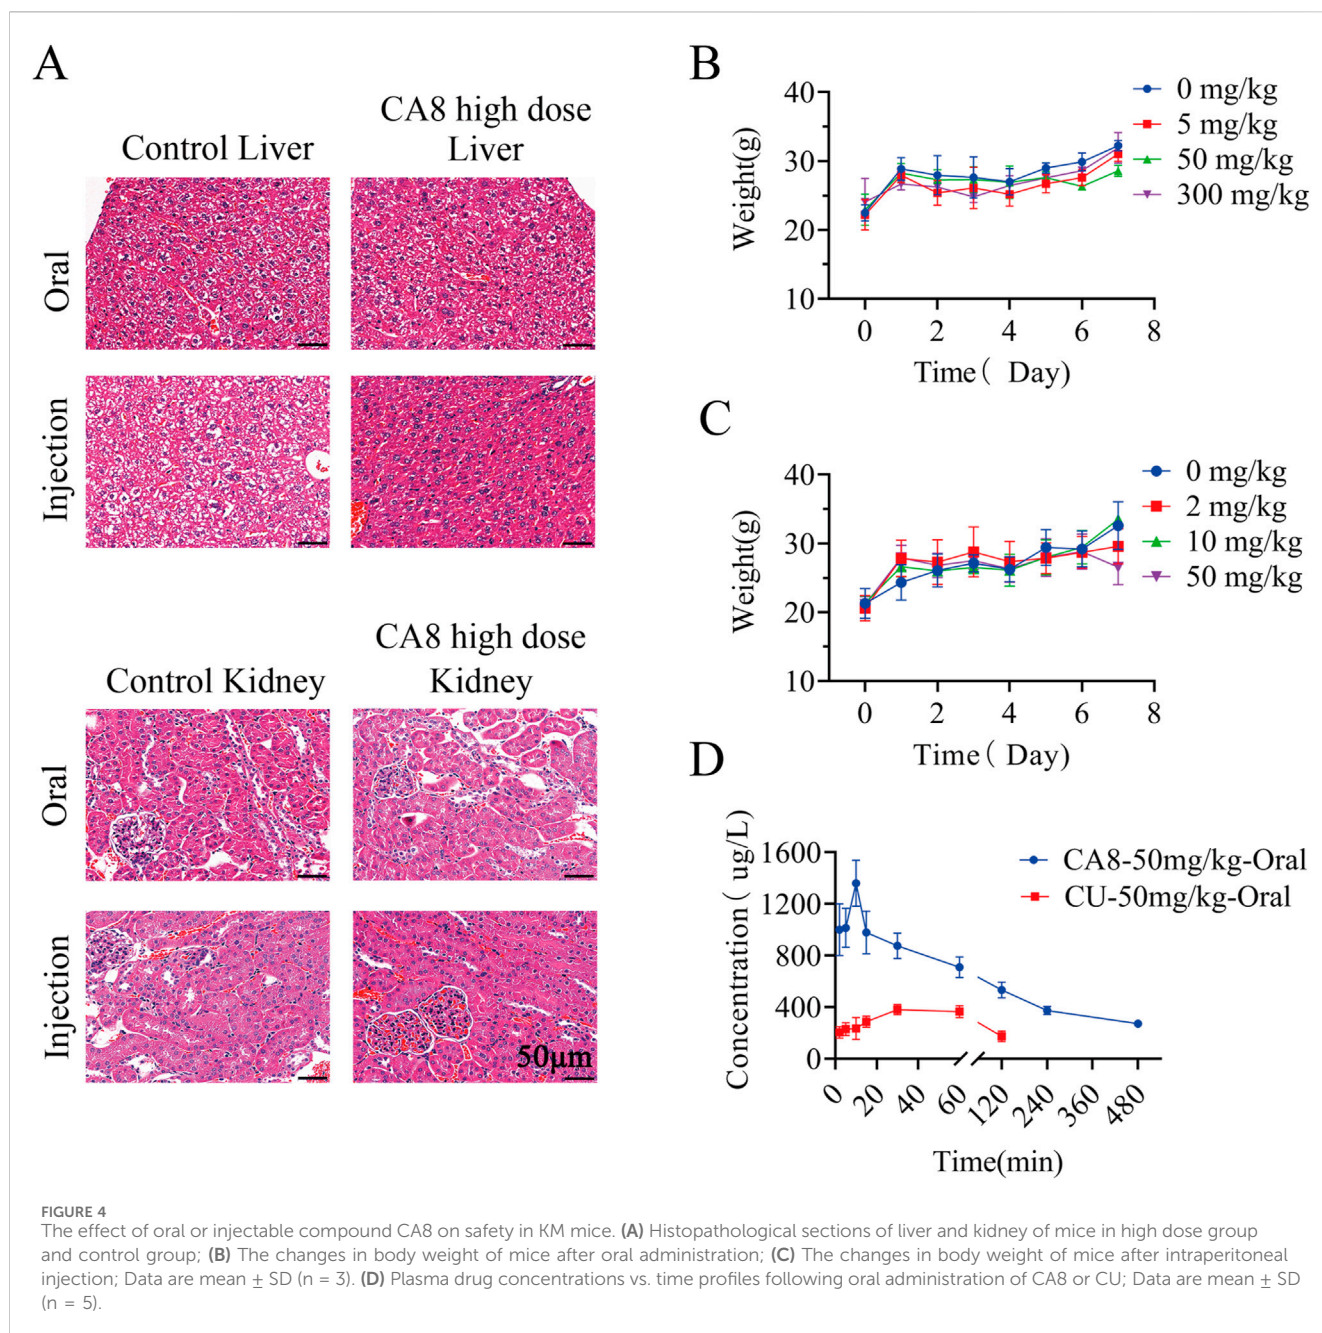 A
Control Liver
CA8 high dose
Liver
Oral
Injection
Control Kidney
CA8 high dose
Kidney
Oral
Injection
50μm
B
40
30
20
10
Weight(g)
0 2 4 6 8
Time( Day)
0 mg/kg
5 mg/kg
50 mg/kg
300 mg/kg
C
40
30
20
10
Weight(g)
0 2 4 6 8
Time( Day)
0 mg/kg
2 mg/kg
10 mg/kg
50 mg/kg
D
1600
1200
800
400
0
Concentration( ug/L)
0 20 40 60 120 240 360 480
Time(min)
CA8-50mg/kg-Oral
CU-50mg/kg-Oral
FIGURE 4
The effect of oral or injectable compound CA8 on safety in KM mice. (A) Histopathological sections of liver and kidney of mice in high dose group
and control group; (B) The changes in body weight of mice after oral administration; (C) The changes in body weight of mice after intraperitoneal
injection; Data are mean ± SD (n = 3). (D) Plasma drug concentrations vs. time profiles following oral administration of CA8 or CU; Data are mean ± SD
(n = 5).